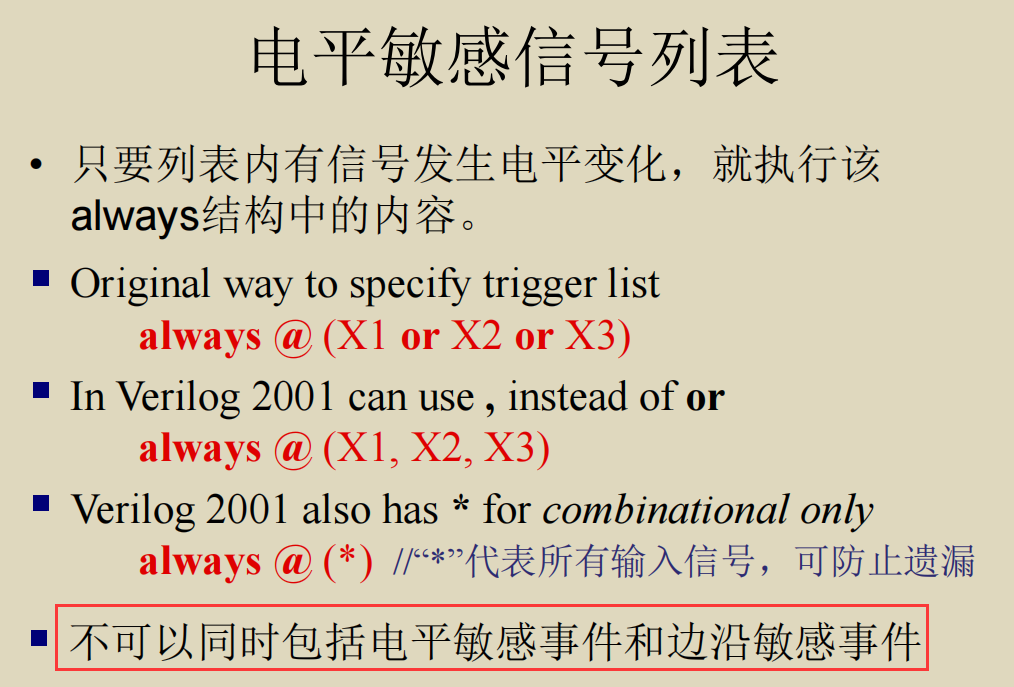 电平敏感信号列表
• 只要列表内有信号发生电平变化，就执行该
always结构中的内容。
■ Original way to specify trigger list
always @ (X1 or X2 or X3)
■ In Verilog 2001 can use , instead of or
always @ (X1, X2, X3)
■ Verilog 2001 also has * for combinational only
always @ (*) //“*”代表所有输入信号，可防止遗漏
■ 不可以同时包括电平敏感事件和边沿敏感事件